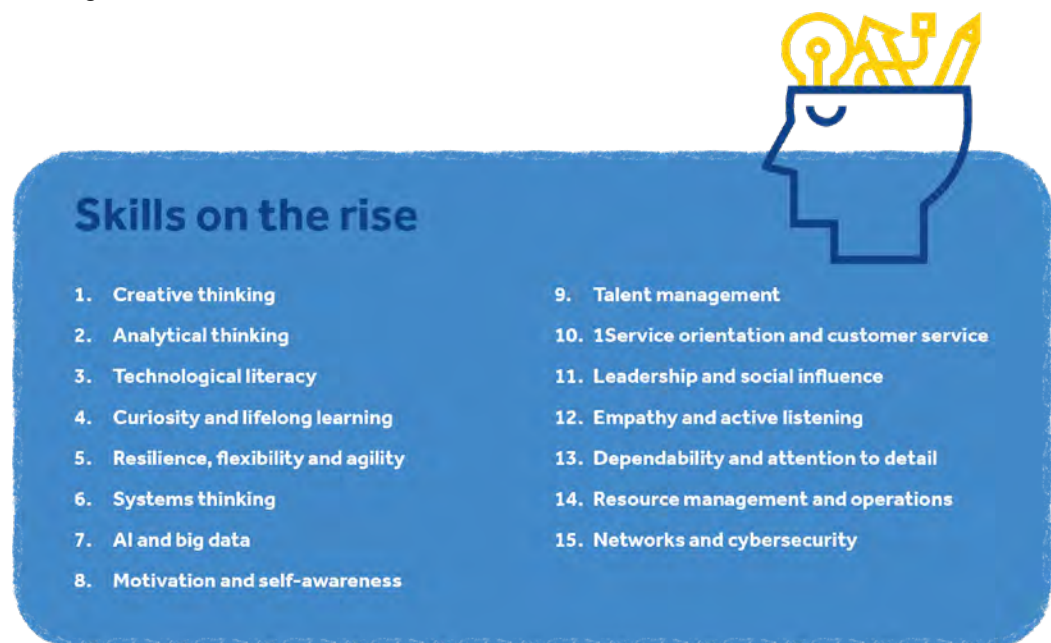 Skills on the rise
1. Creative thinking
2. Analytical thinking
3. Technological literacy
4. Curiosity and lifelong learning
5. Resilience, flexibility and agility
6. Systems thinking
7. AI and big data
8. Motivation and self-awareness
9. Talent management
10. 1Service orientation and customer service
11. Leadership and social influence
12. Empathy and active listening
13. Dependability and attention to detail
14. Resource management and operations
15. Networks and cybersecurity